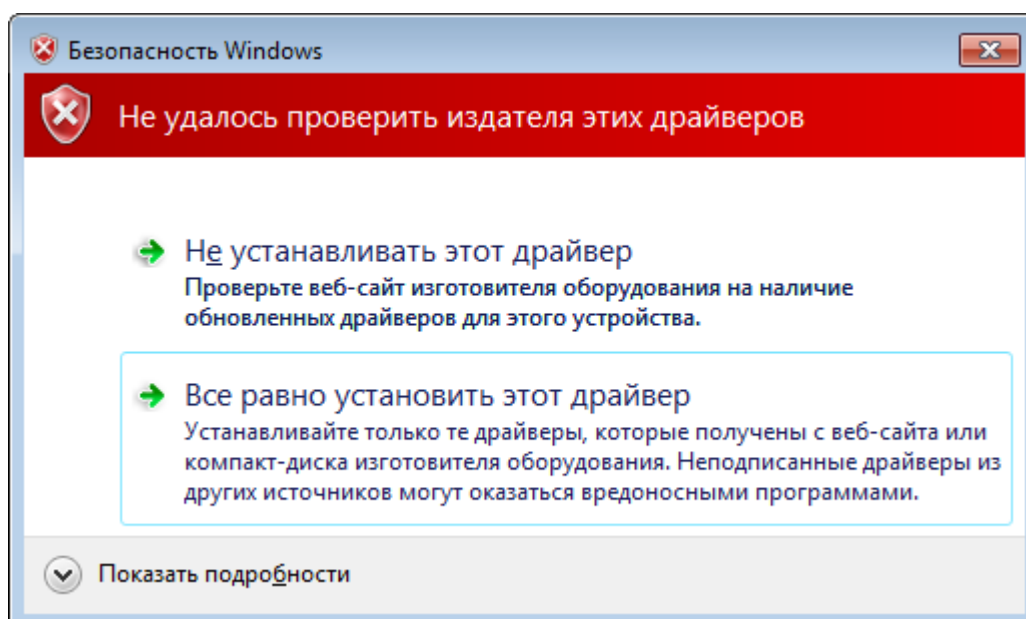 Безопасность Windows
Не удалось проверить издателя этих драйверов
Не устанавливать этот драйвер
Проверьте веб-сайт изготовителя оборудования на наличие
обновленных драйверов для этого устройства.
Все равно установить этот драйвер
Устанавливайте только те драйверы, которые получены с веб-сайта или
компакт-диска изготовителя оборудования. Неподписанные драйверы из
других источников могут оказаться вредоносными программами.
Показать подробности